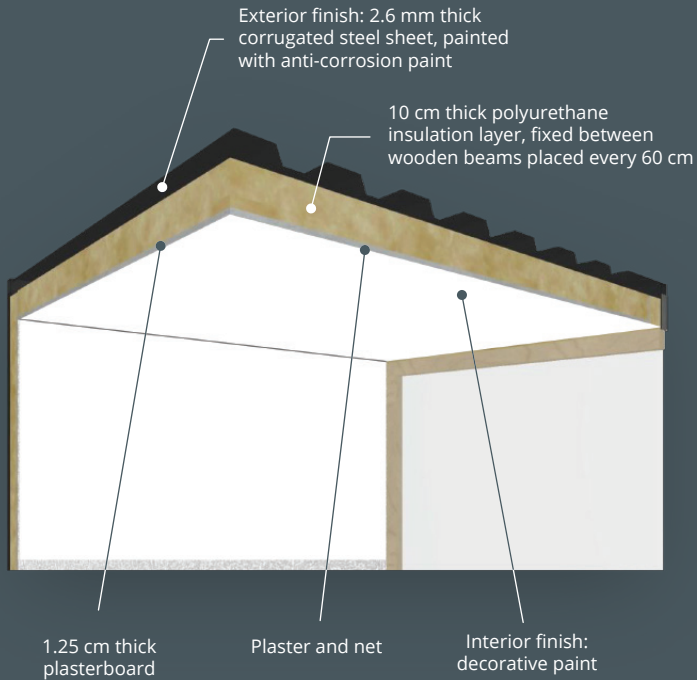 Exterior finish: 2.6 mm thick
corrugated steel sheet, painted
with anti-corrosion paint
10 cm thick polyurethane
insulation layer, fixed between
wooden beams placed every 60 cm
1.25 cm thick
plasterboard
Plaster and net
Interior finish:
decorative paint